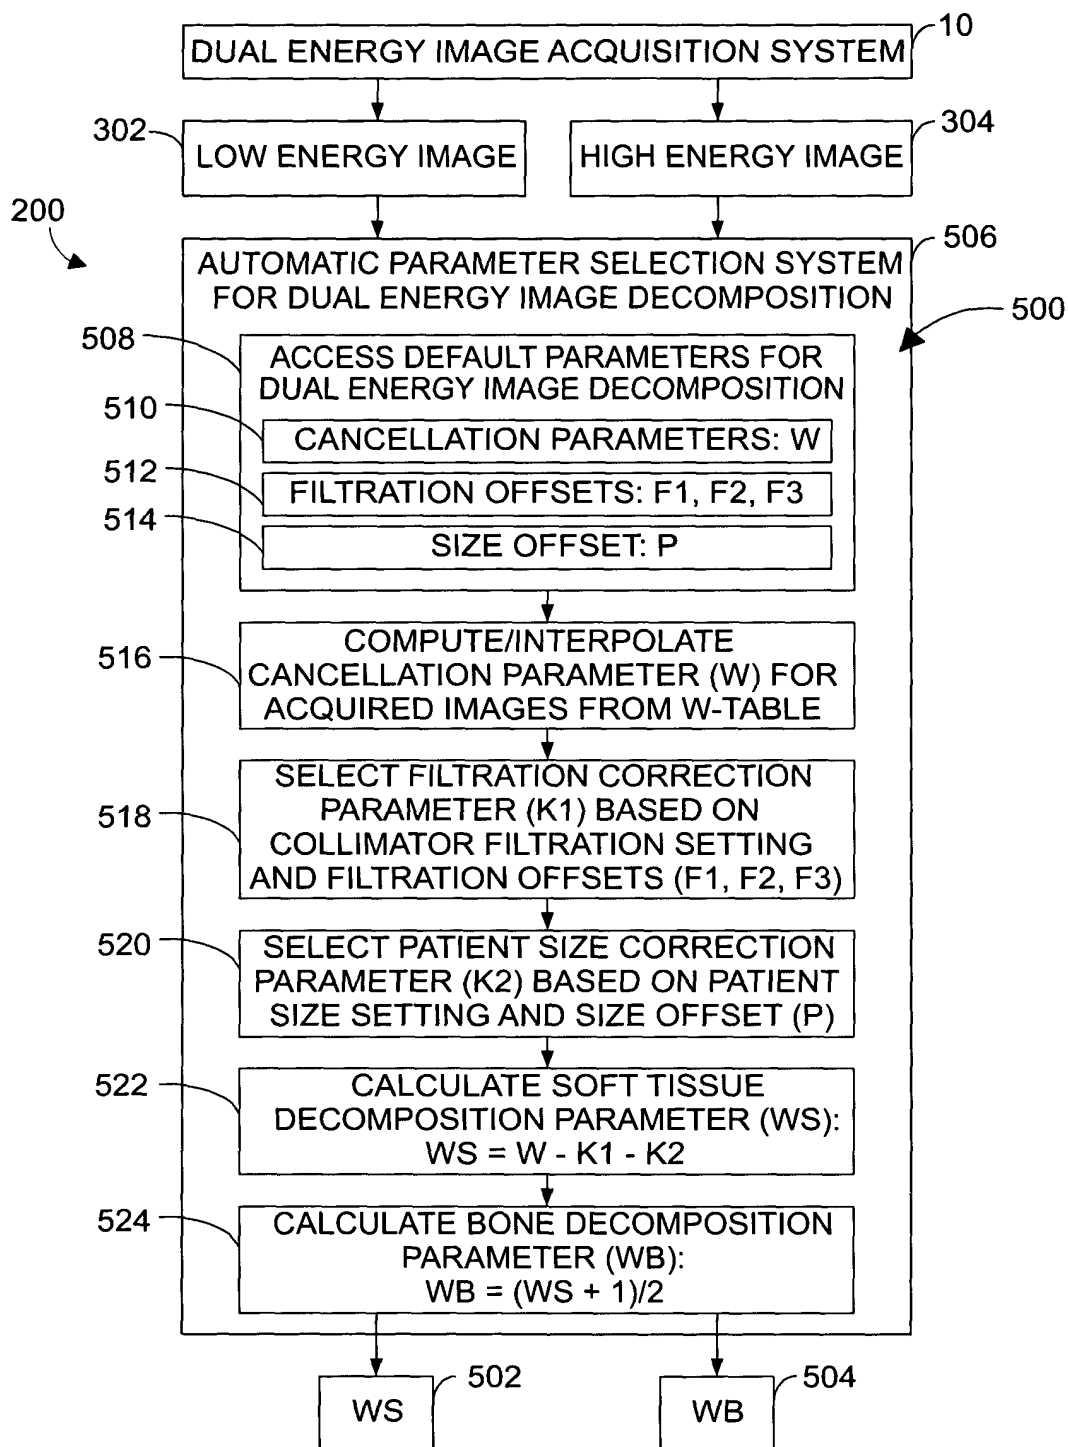 10
DUAL ENERGY IMAGE ACQUISITION SYSTEM
302
304
LOW ENERGY IMAGE
HIGH ENERGY IMAGE
200
506
AUTOMATIC PARAMETER SELECTION SYSTEM
FOR DUAL ENERGY IMAGE DECOMPOSITION
500
508
ACCESS DEFAULT PARAMETERS FOR
DUAL ENERGY IMAGE DECOMPOSITION
510
CANCELLATION PARAMETERS: W
512
FILTRATION OFFSETS: F1, F2, F3
514
SIZE OFFSET: P
516
COMPUTE/INTERPOLATE
CANCELLATION PARAMETER (W) FOR
ACQUIRED IMAGES FROM W-TABLE
518
SELECT FILTRATION CORRECTION
PARAMETER (K1) BASED ON
COLLIMATOR FILTRATION SETTING
AND FILTRATION OFFSETS (F1, F2, F3)
520
SELECT PATIENT SIZE CORRECTION
PARAMETER (K2) BASED ON PATIENT
SIZE SETTING AND SIZE OFFSET (P)
522
CALCULATE SOFT TISSUE
DECOMPOSITION PARAMETER (WS):
WS = W - K1 - K2
524
CALCULATE BONE DECOMPOSITION
PARAMETER (WB):
WB = (WS + 1)/2
502
504
WS
WB